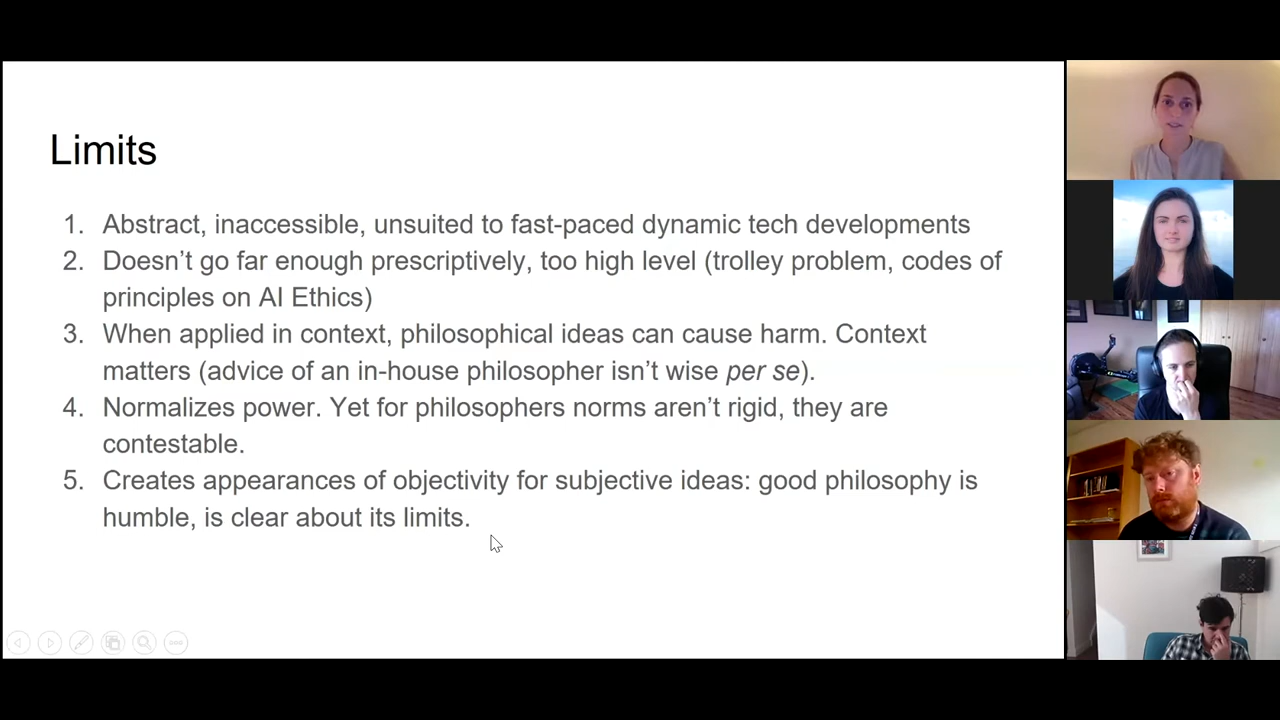 Limits
1. Abstract, inaccessible, unsuited to fast-paced dynamic tech developments
2. Doesn’t go far enough prescriptively, too high level (trolley problem, codes of
principles on AI Ethics)
3. When applied in context, philosophical ideas can cause harm. Context
matters (advice of an in-house philosopher isn’t wise per se).
4. Normalizes power. Yet for philosophers norms aren’t rigid, they are
contestable.
5. Creates appearances of objectivity for subjective ideas: good philosophy is
humble, is clear about its limits.